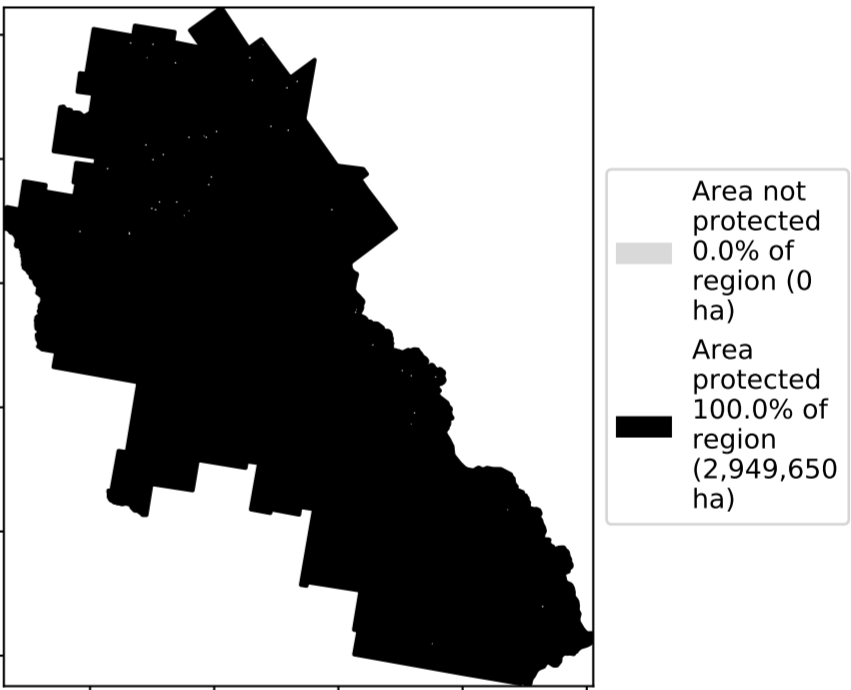 Area not
protected
0.0% of
region (0
ha)
Area
protected
100.0% of
region
(2,949,650
ha)